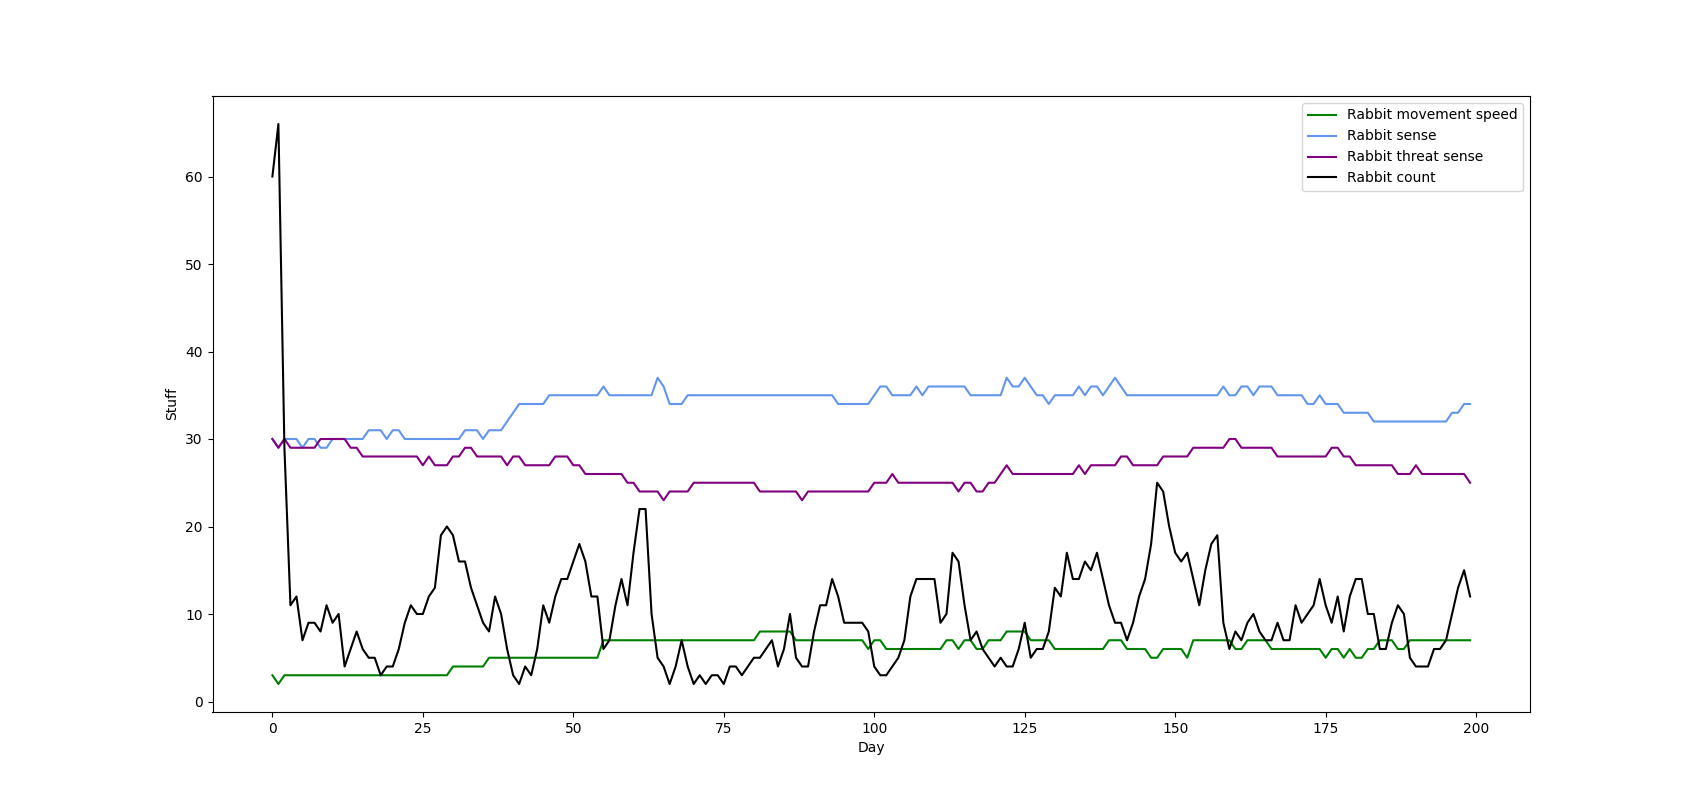 Rabbit movement speed
Rabbit sense
Rabbit threat sense
Rabbit count
60
50
40
30
20
10
0
Stuff
0 25 50 75 100 125 150 175 200
Day